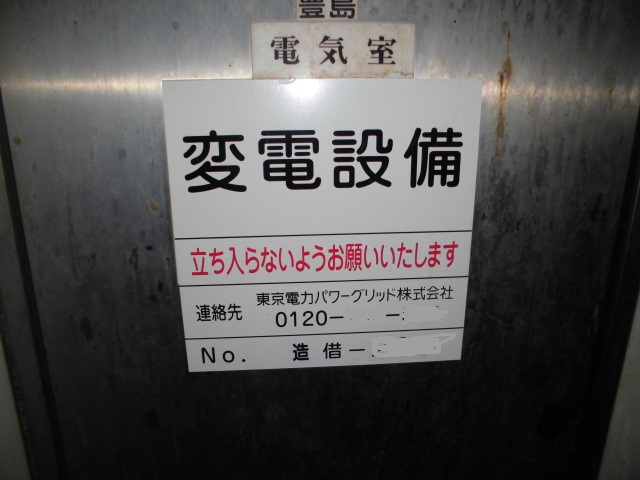 豊島
電気室
変電設備
立ち入らないようお願いいたします
連絡先 東京電力パワーグリッド株式会社
0120- -
No. 造借-